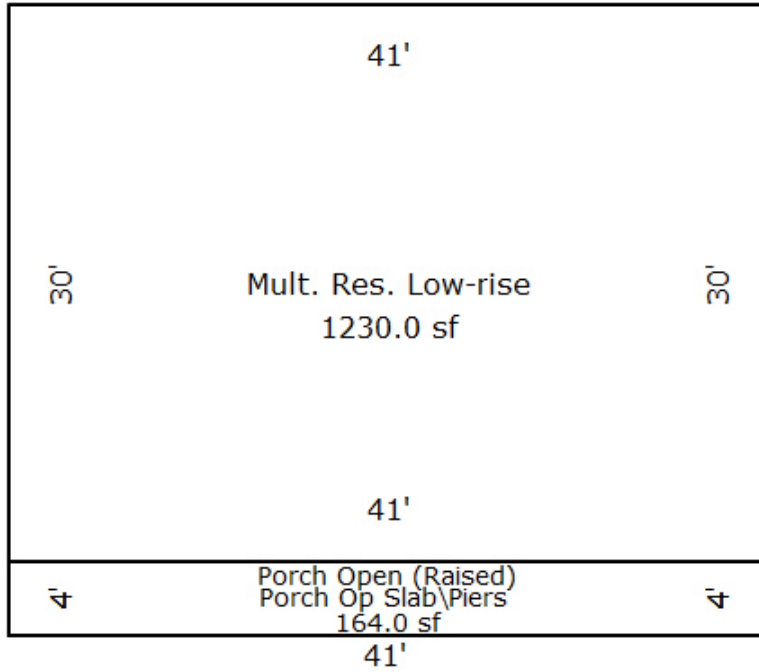 41'
30'
30'
Mult. Res. Low-rise
1230.0 sf
41'
Porch Open (Raised)
4'
4'
Porch Op Slab\Piers
164.0 sf
41'